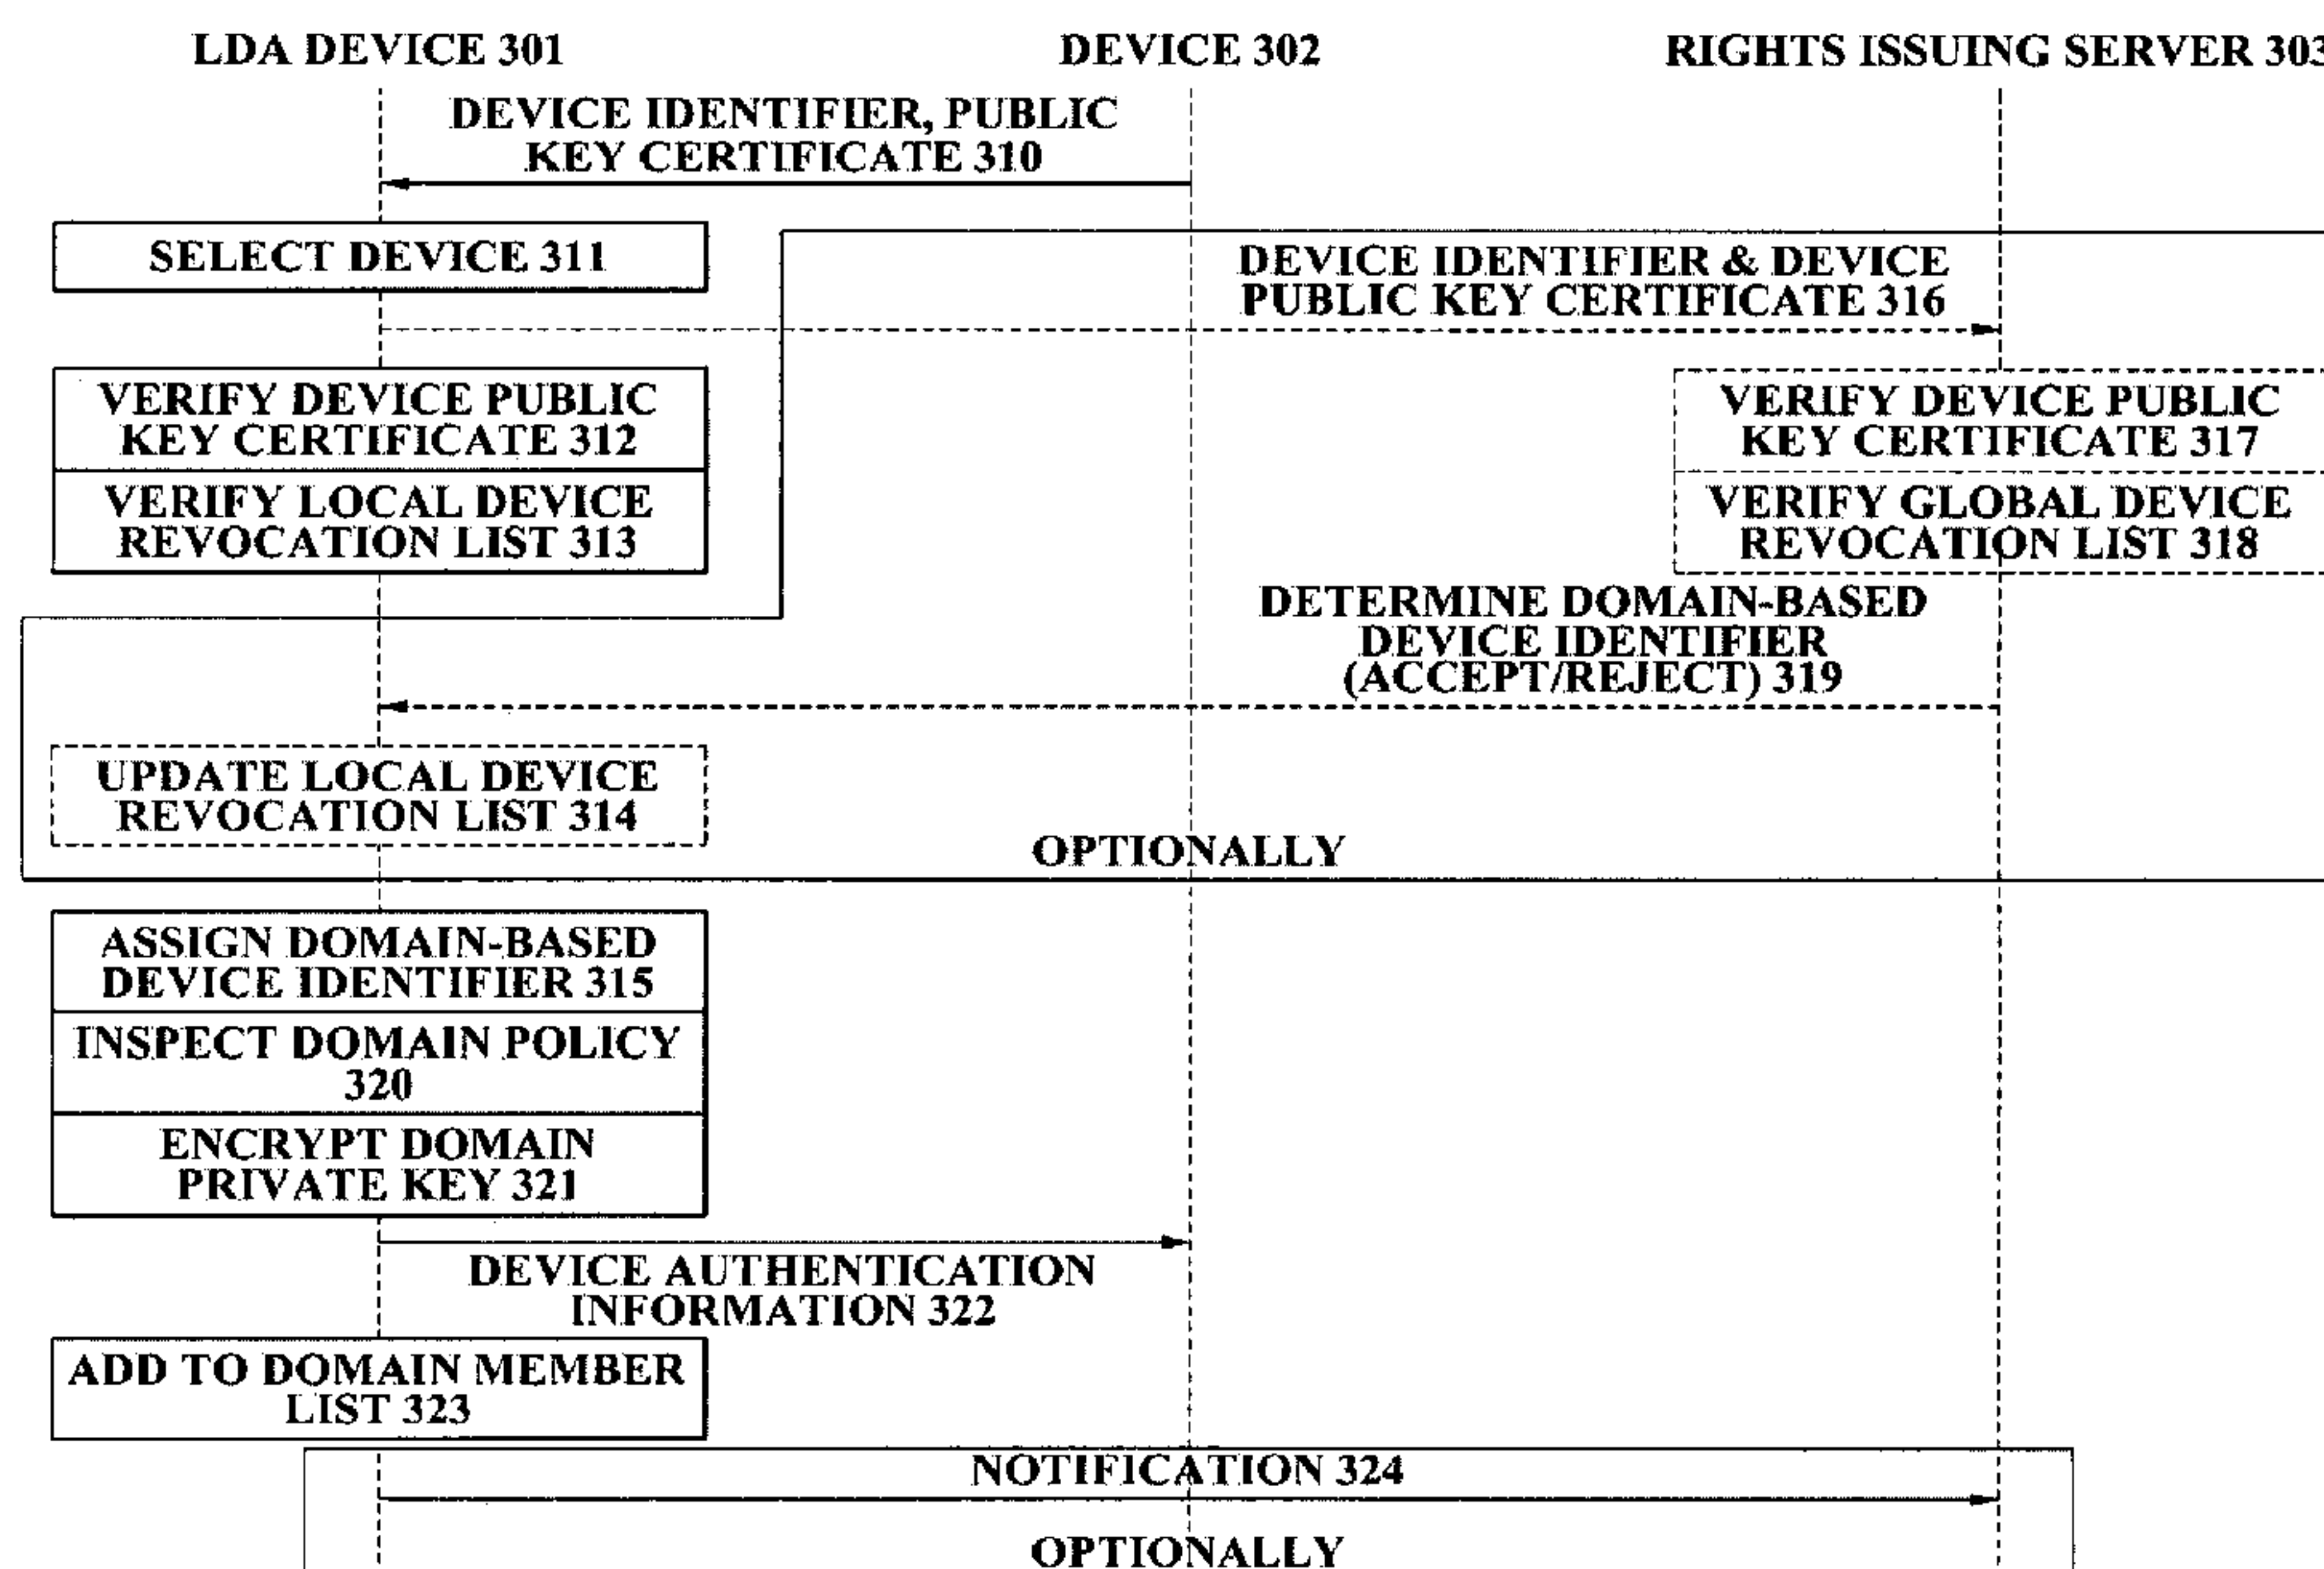 LDA DEVICE 301
DEVICE 302
RIGHTS ISSUING SERVER 303
DEVICE IDENTIFIER, PUBLIC
KEY CERTIFICATE 310
SELECT DEVICE 311
DEVICE IDENTIFIER & DEVICE
PUBLIC KEY CERTIFICATE 316
VERIFY DEVICE PUBLIC
KEY CERTIFICATE 312
VERIFY LOCAL DEVICE
REVOCATION LIST 313
VERIFY DEVICE PUBLIC
KEY CERTIFICATE 317
VERIFY GLOBAL DEVICE
REVOCATION LIST 318
DETERMINE DOMAIN-BASED
DEVICE IDENTIFIER
(ACCEPT/REJECT) 319
UPDATE LOCAL DEVICE
REVOCATION LIST 314
OPTIONALLY
ASSIGN DOMAIN-BASED
DEVICE IDENTIFIER 315
INSPECT DOMAIN POLICY
320
ENCRYPT DOMAIN
PRIVATE KEY 321
DEVICE AUTHENTICATION
INFORMATION 322
ADD TO DOMAIN MEMBER
LIST 323
NOTIFICATION 324
OPTIONALLY